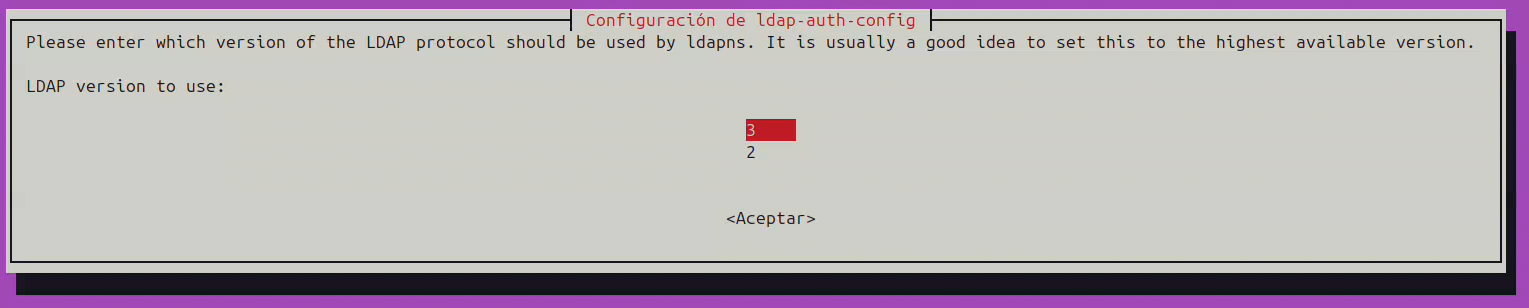 Configuración de ldap-auth-config
Please enter which version of the LDAP protocol should be used by ldapns. It is usually a good idea to set this to the highest available version.
LDAP version to use:
3
2
<Aceptar>